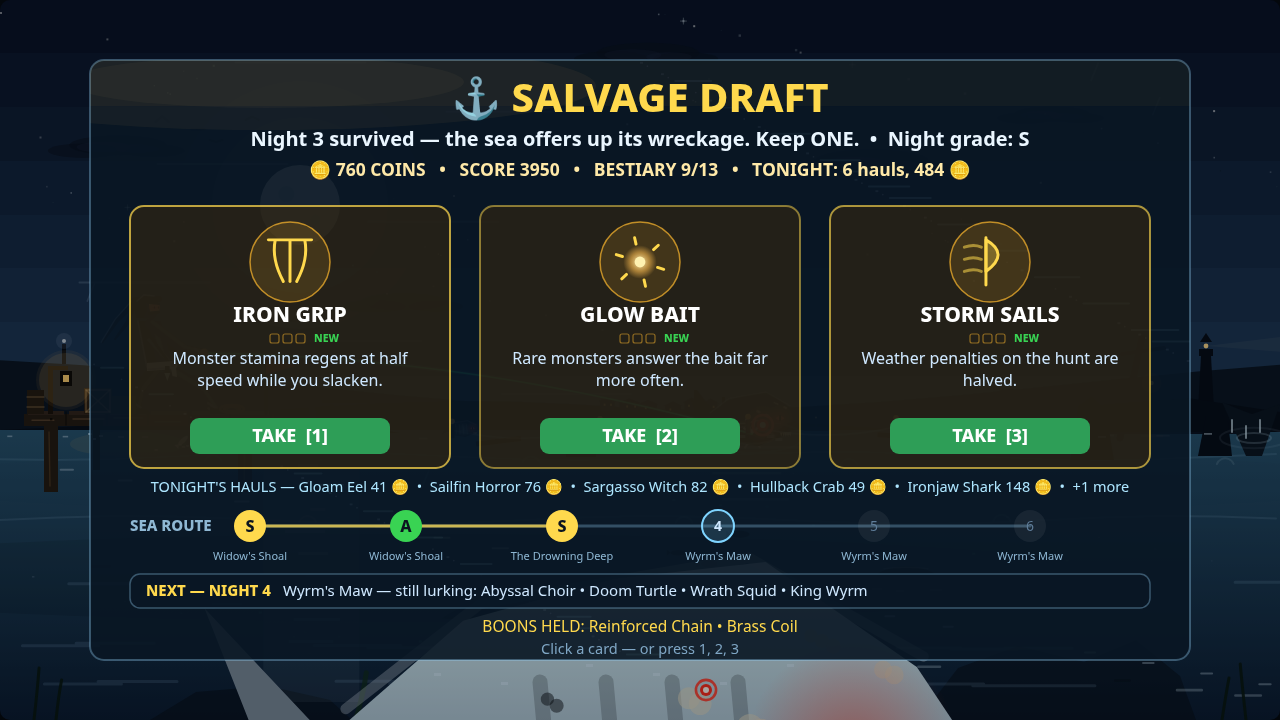 ⚓ SALVAGE DRAFT
Night 3 survived — the sea offers up its wreckage. Keep ONE. • Night grade: S
🪙 760 COINS • SCORE 3950 • BESTIARY 9/13 • TONIGHT: 6 hauls, 484 🪙
IRON GRIP
NEW
Monster stamina regens at half
speed while you slacken.
TAKE [1]
GLOW BAIT
NEW
Rare monsters answer the bait far
more often.
TAKE [2]
STORM SAILS
NEW
Weather penalties on the hunt are
halved.
TAKE [3]
TONIGHT'S HAULS — Gloam Eel 41 🪙 • Sailfin Horror 76 🪙 • Sargasso Witch 82 🪙 • Hullback Crab 49 🪙 • Ironjaw Shark 148 🪙 • +1 more
SEA ROUTE S A S 4 5 6
Widow's Shoal Widow's Shoal The Drowning Deep Wyrm's Maw Wyrm's Maw Wyrm's Maw
NEXT — NIGHT 4 Wyrm's Maw — still lurking: Abyssal Choir • Doom Turtle • Wrath Squid • King Wyrm
BOONS HELD: Reinforced Chain • Brass Coil
Click a card — or press 1, 2, 3